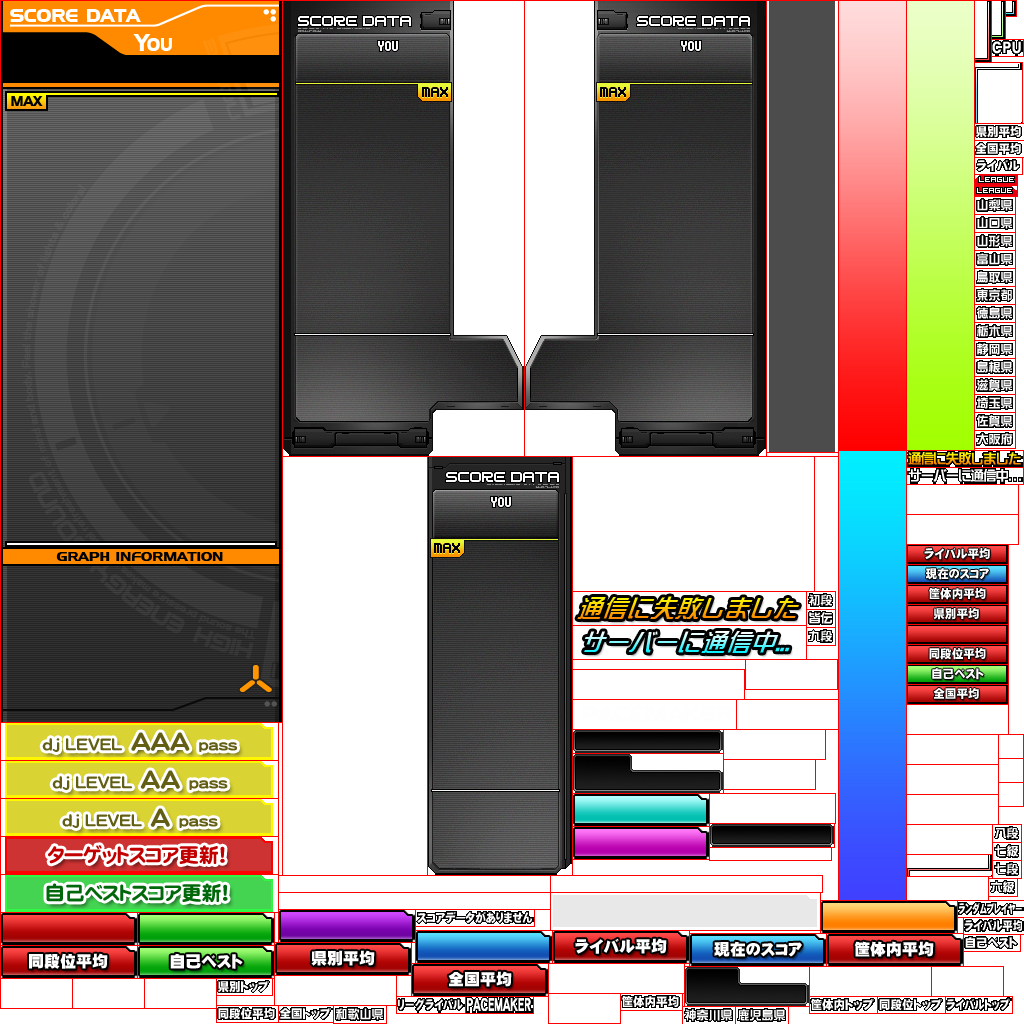 SCORE DATA
You
MAX
GRAPH INFORMATION
dj LEVEL AAA pass
dj LEVEL AA pass
dj LEVEL A pass
ターゲットスコア更新!
自己ベストスコア更新!
同段位平均
自己ベスト
SCORE DATA
YOU
MAX
SCORE DATA
YOU
MAX
SCORE DATA
YOU
MAX
通信に失敗しました
サーバーに通信中...
初段
皆伝
九段
CPU
県別平均
全国平均
ライバル
LEAGUE
LEAGUE
山梨県
山口県
山形県
富山県
鳥取県
東京都
徳島県
栃木県
静岡県
島根県
滋賀県
埼玉県
佐賀県
大阪府
通信に失敗しました
サーバーに通信中...
ライバル平均
現在のスコア
筐体内平均
県別平均
同段位平均
自己ベスト
全国平均
八段
七級
七段
六級
ランダムプレイヤー
ライバル平均
自己ベスト
スコアデータがありません
県別平均
全国平均
ライバル平均
現在のスコア
筐体内平均
県別トップ
同段位平均
全国トップ
和歌山県
リーグライバル
PACEMAKER
筐体内平均
神奈川県
鹿児島県
筐体内トップ
同段位トップ
ライバルトップ